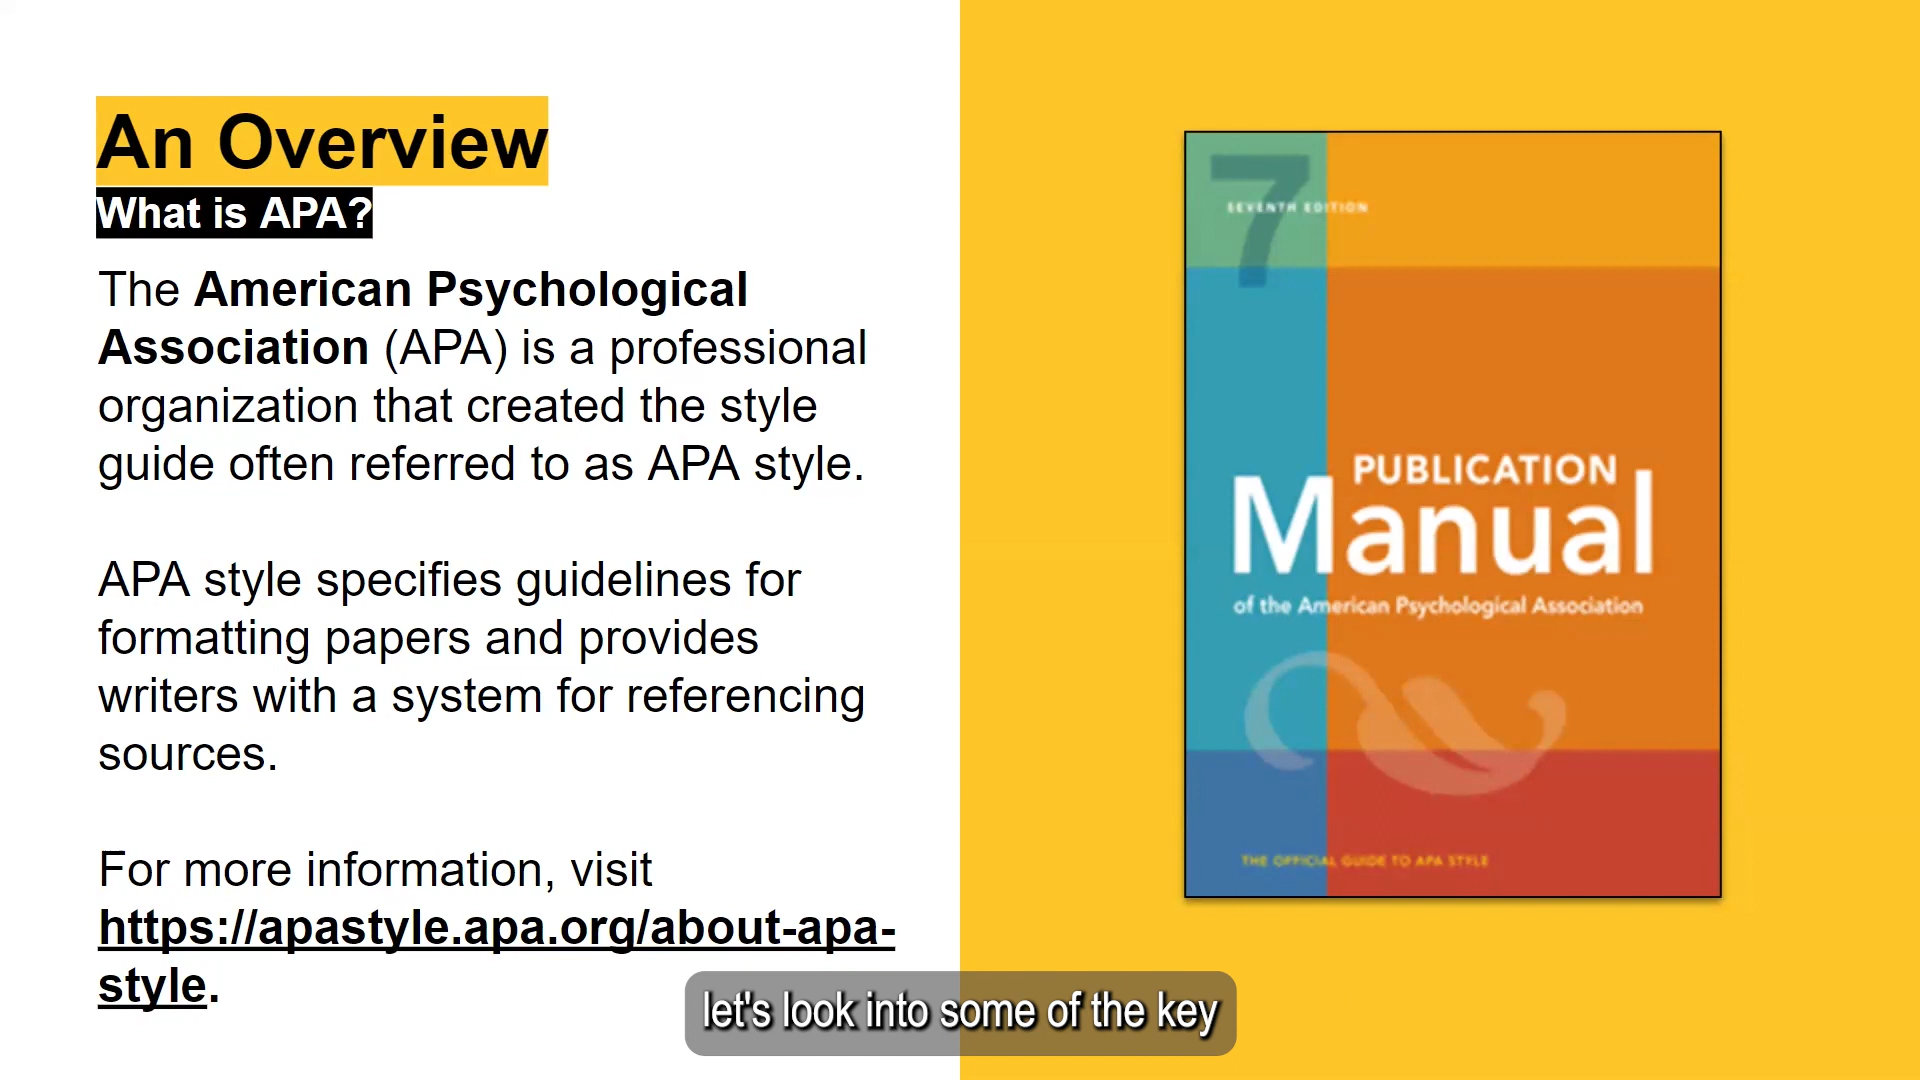 An Overview
What is APA?
The American Psychological
Association (APA) is a professional
organization that created the style
guide often referred to as APA style.
APA style specifies guidelines for
formatting papers and provides
writers with a system for referencing
sources.
For more information, visit
https://apastyle.apa.org/about-apa-
style.
7
SEVENTH EDITION
PUBLICATION
Manual
of the American Psychological Association
THE OFFICIAL GUIDE TO APA STYLE
let's look into some of the key